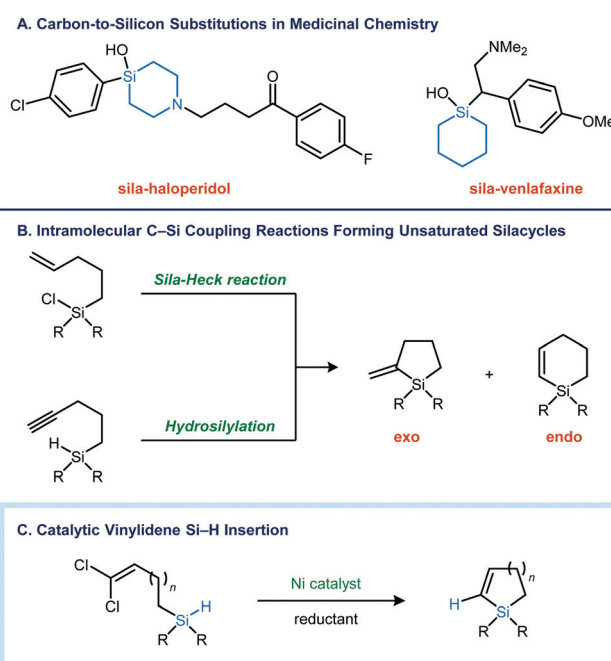 A. Carbon-to-Silicon Substitutions in Medicinal Chemistry
HO
Si
Cl
N
O
F
sila-haloperidol
NMe2
HO
Si
OMe
sila-venlafaxine
B. Intramolecular C–Si Coupling Reactions Forming Unsaturated Silacycles
Cl
Si
R R
Sila-Heck reaction
H
Si
R R
Hydrosilylation
Si
R R
exo
+
Si
R R
endo
C. Catalytic Vinylidene Si–H Insertion
Cl
Cl
( )n
H
Si
R R
Ni catalyst
reductant
( )n
H
Si
R R